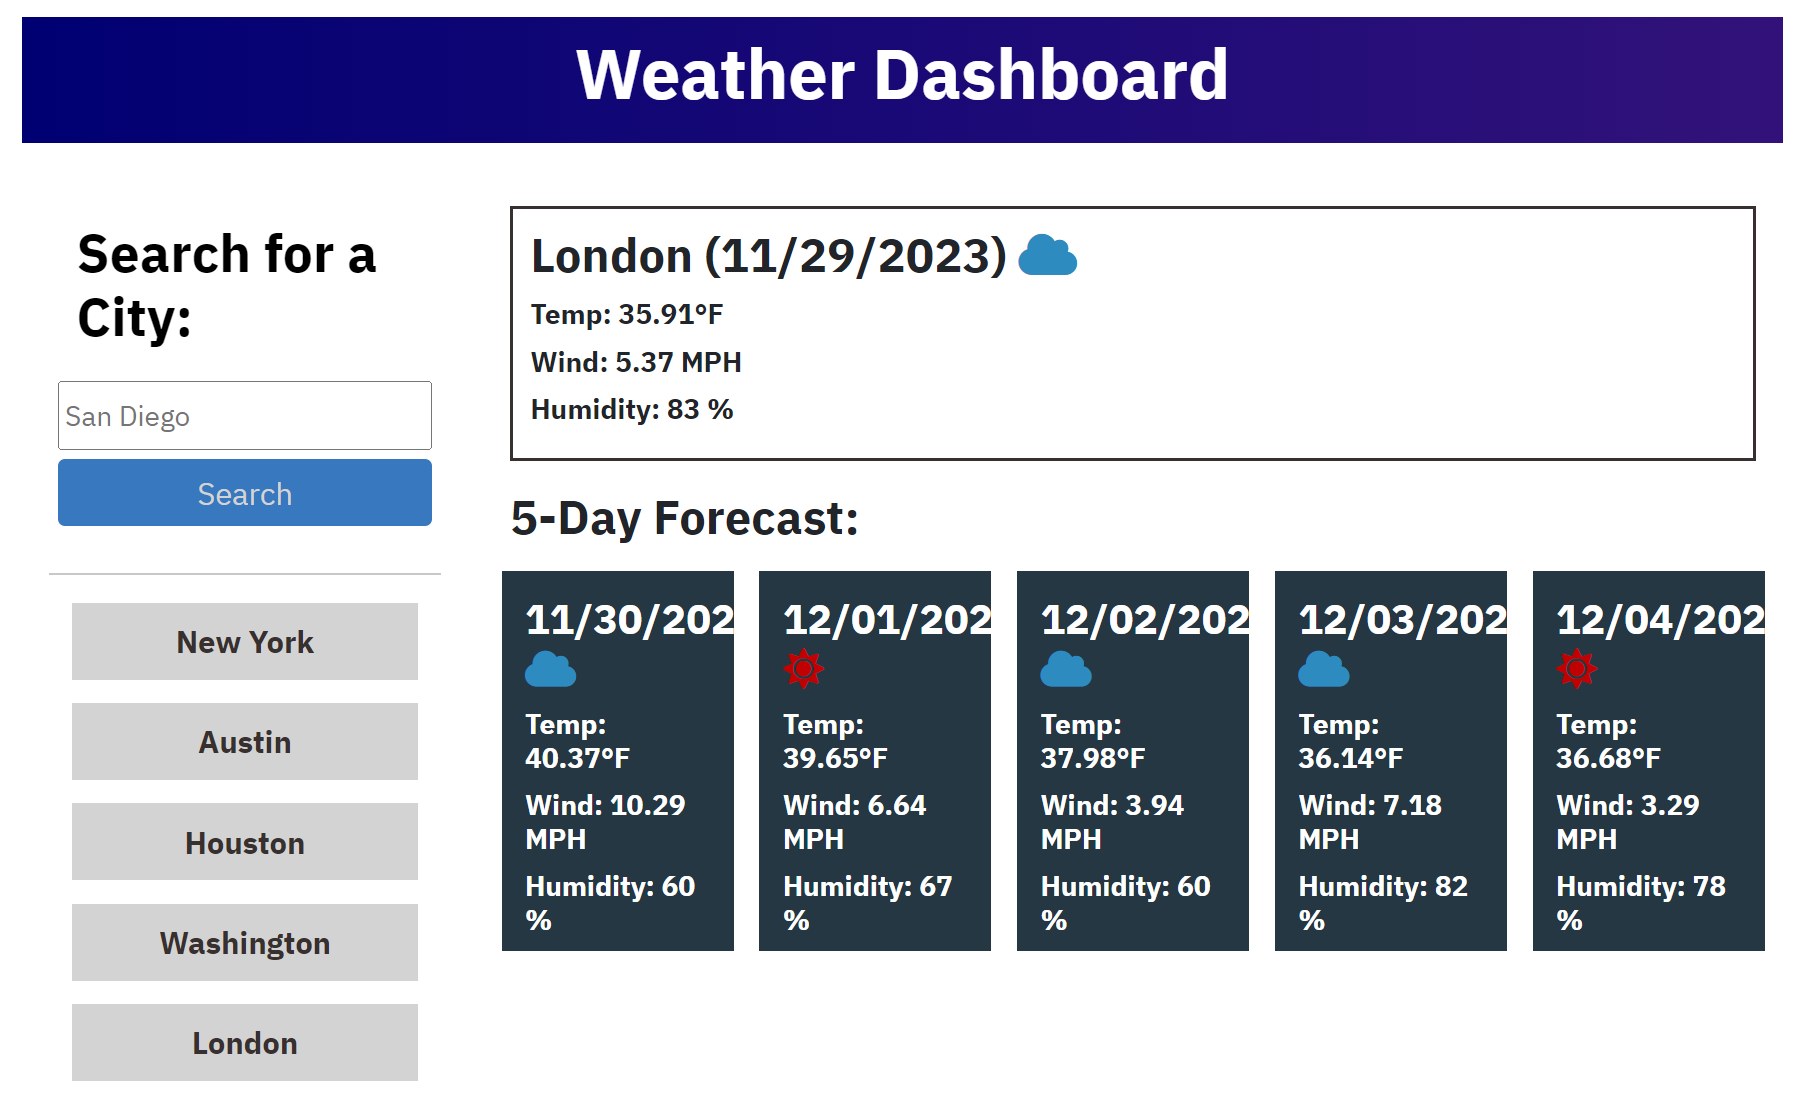 Weather Dashboard
Search for a
City:
San Diego
Search
New York
Austin
Houston
Washington
London
London (11/29/2023)
Temp: 35.91°F
Wind: 5.37 MPH
Humidity: 83 %
5-Day Forecast:
11/30/202
Temp:
40.37°F
Wind: 10.29
MPH
Humidity: 60
%
12/01/202
Temp:
39.65°F
Wind: 6.64
MPH
Humidity: 67
%
12/02/202
Temp:
37.98°F
Wind: 3.94
MPH
Humidity: 60
%
12/03/202
Temp:
36.14°F
Wind: 7.18
MPH
Humidity: 82
%
12/04/202
Temp:
36.68°F
Wind: 3.29
MPH
Humidity: 78
%